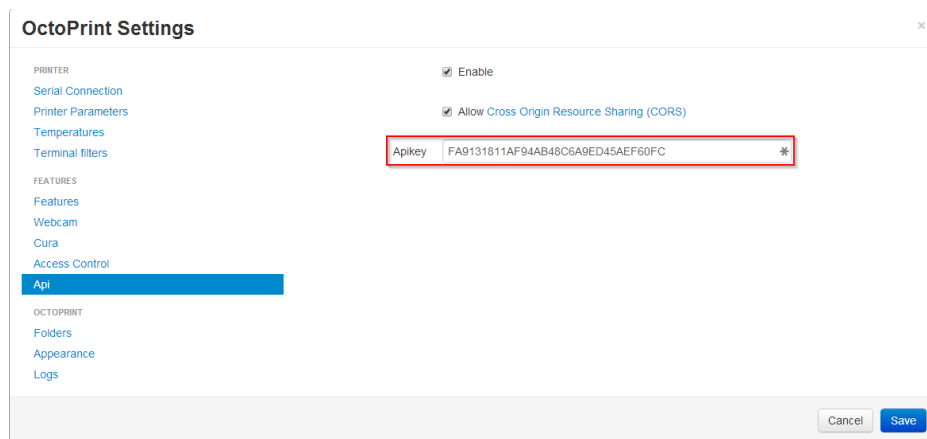 OctoPrint Settings
×
PRINTER
Serial Connection
Printer Parameters
Temperatures
Terminal filters
FEATURES
Features
Webcam
Cura
Access Control
Api
OCTOPRINT
Folders
Appearance
Logs
Enable
Allow Cross Origin Resource Sharing (CORS)
Apikey FA9131811AF94AB48C6A9ED45AEF60FC
Cancel Save